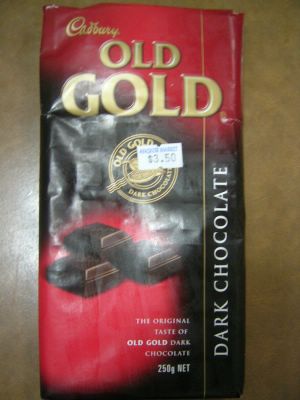 Cadbury
OLD
GOLD
OLD GOLD
$3.50
DARK CHOCOLATE
DARK CHOCOLATE
THE ORIGINAL
TASTE OF
OLD GOLD DARK
CHOCOLATE
250g NET